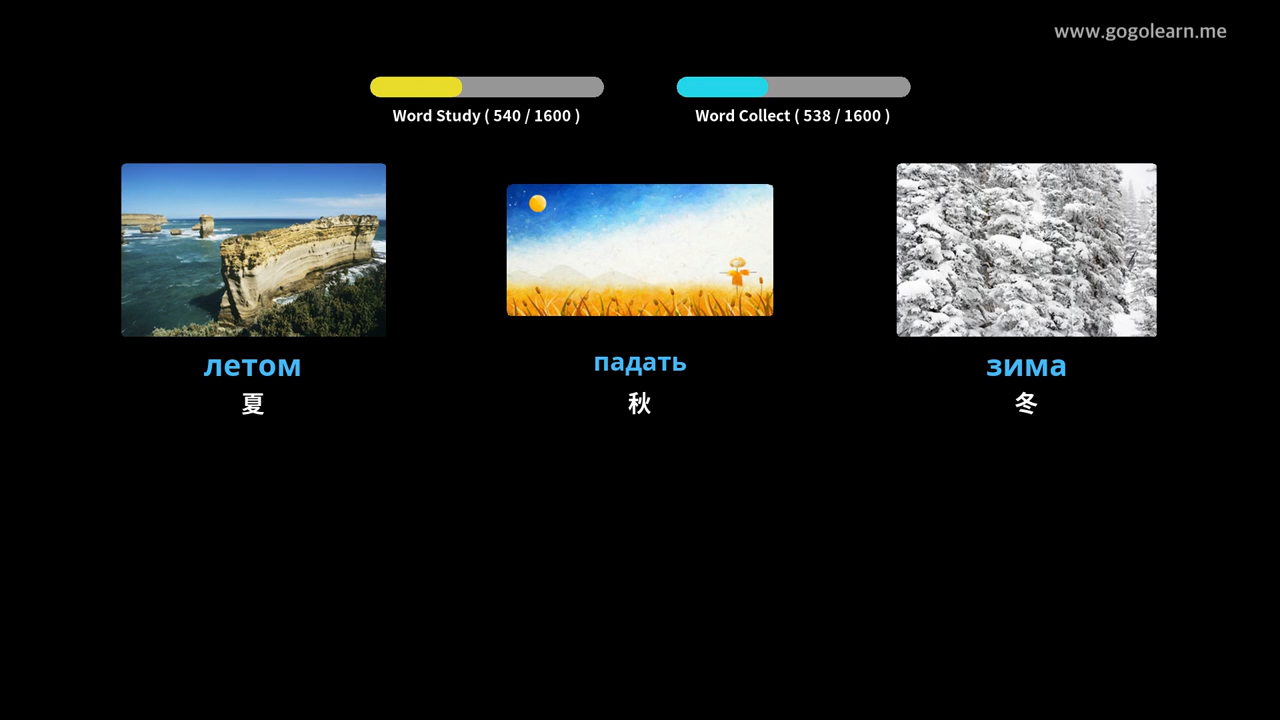 www.gogolearn.me
Word Study ( 540 / 1600 )
Word Collect ( 538 / 1600 )
летом
падать
зима
夏
秋
冬